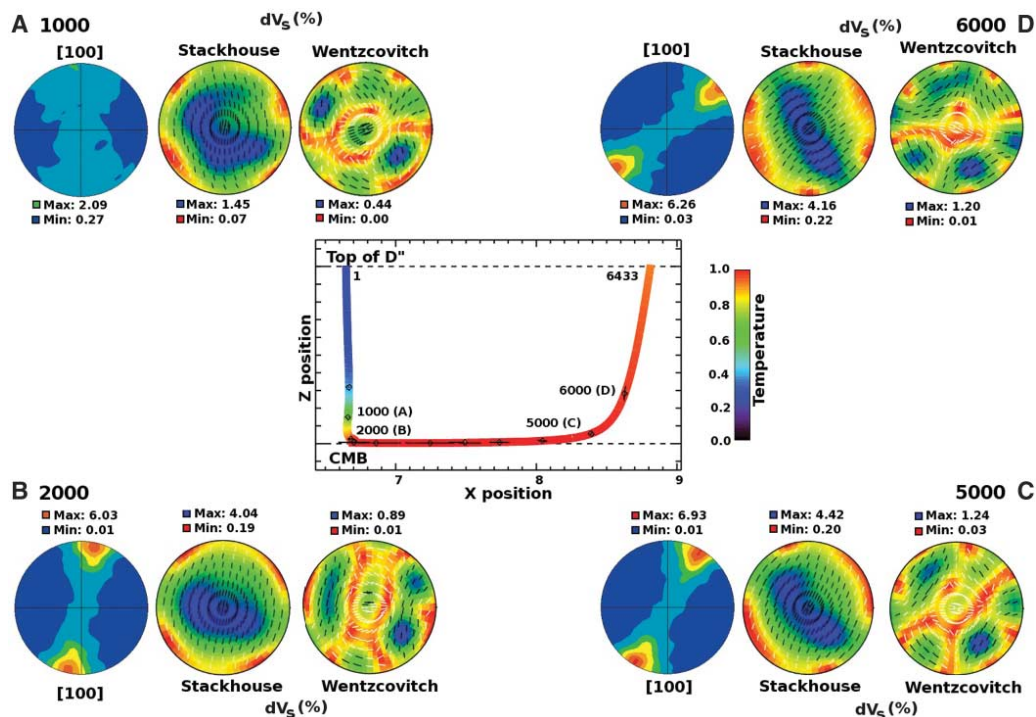 A 1000
dVS(%)
[100]
Stackhouse
Wentzcovitch
Max: 2.09
Min: 0.27
Max: 1.45
Min: 0.07
Max: 0.44
Min: 0.00
dVS(%)
6000 D
[100]
Stackhouse
Wentzcovitch
Max: 6.26
Min: 0.03
Max: 4.16
Min: 0.22
Max: 1.20
Min: 0.01
Top of D"
1
6433
1000 (A)
2000 (B)
5000 (C)
6000 (D)
CMB
Z position
7
8
9
X position
1.0
0.8
0.6
0.4
0.2
0.0
Temperature
B 2000
Max: 6.03
Min: 0.01
Max: 4.04
Min: 0.19
Max: 0.89
Min: 0.01
[100]
Stackhouse
Wentzcovitch
dVS(%)
5000 C
Max: 6.93
Min: 0.01
Max: 4.42
Min: 0.20
Max: 1.24
Min: 0.03
[100]
Stackhouse
Wentzcovitch
dVS(%)